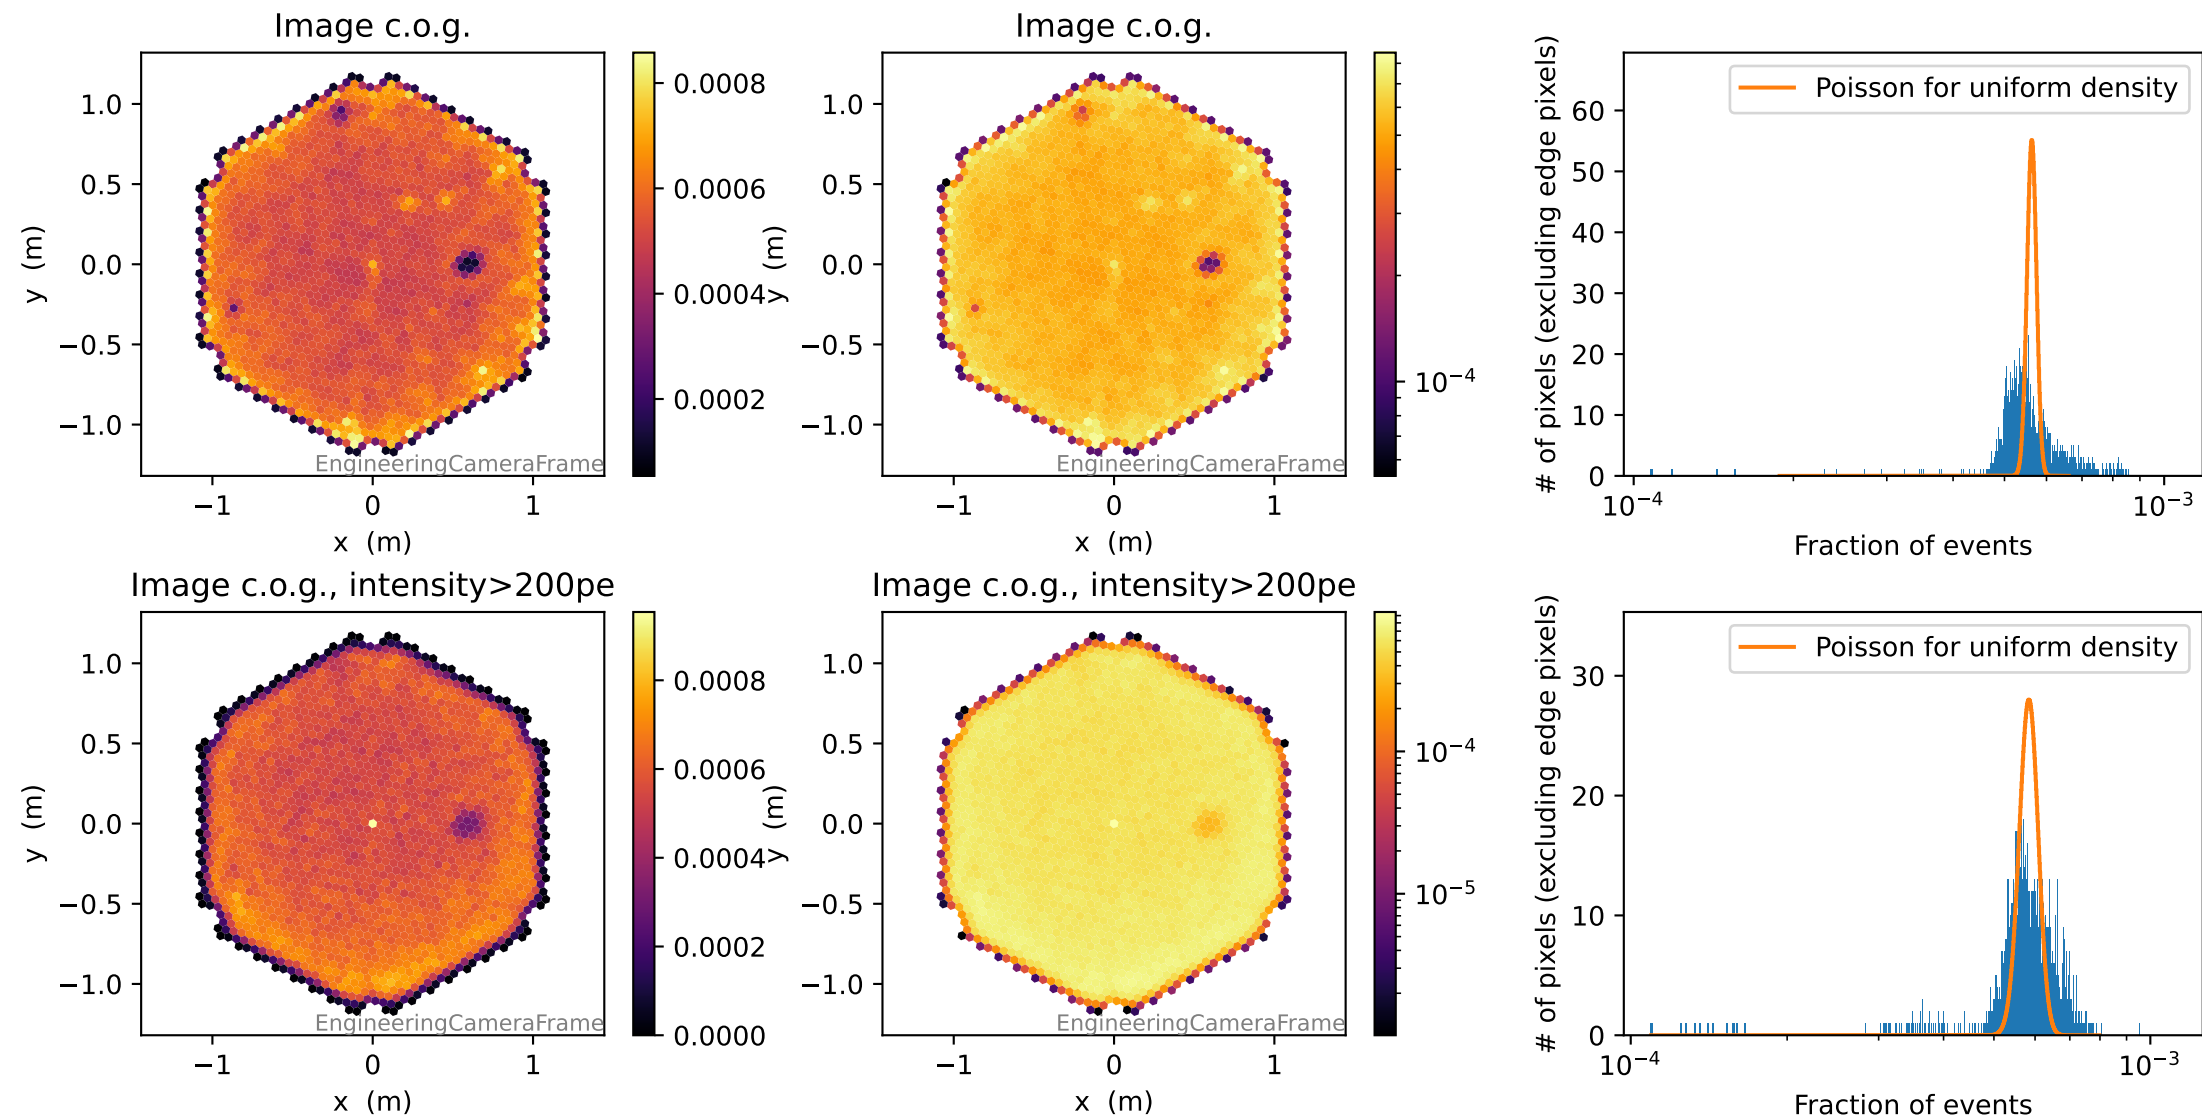 Image c.o.g.
1.0
0.5
0.0
−0.5
−1.0
y (m)
−1
0
1
x (m)
EngineeringCameraFrame
0.0008
0.0006
0.0004
0.0002
Image c.o.g.
1.0
0.5
0.0
−0.5
−1.0
y (m)
−1
0
1
x (m)
EngineeringCameraFrame
10⁻⁴
Poisson for uniform density
60
50
40
30
20
10
0
# of pixels (excluding edge pixels)
10⁻⁴
10⁻³
Fraction of events
Image c.o.g., intensity>200pe
1.0
0.5
0.0
−0.5
−1.0
y (m)
−1
0
1
x (m)
EngineeringCameraFrame
0.0008
0.0006
0.0004
0.0002
0.0000
Image c.o.g., intensity>200pe
1.0
0.5
0.0
−0.5
−1.0
y (m)
−1
0
1
x (m)
EngineeringCameraFrame
10⁻⁴
10⁻⁵
Poisson for uniform density
30
20
10
0
# of pixels (excluding edge pixels)
10⁻⁴
10⁻³
Fraction of events